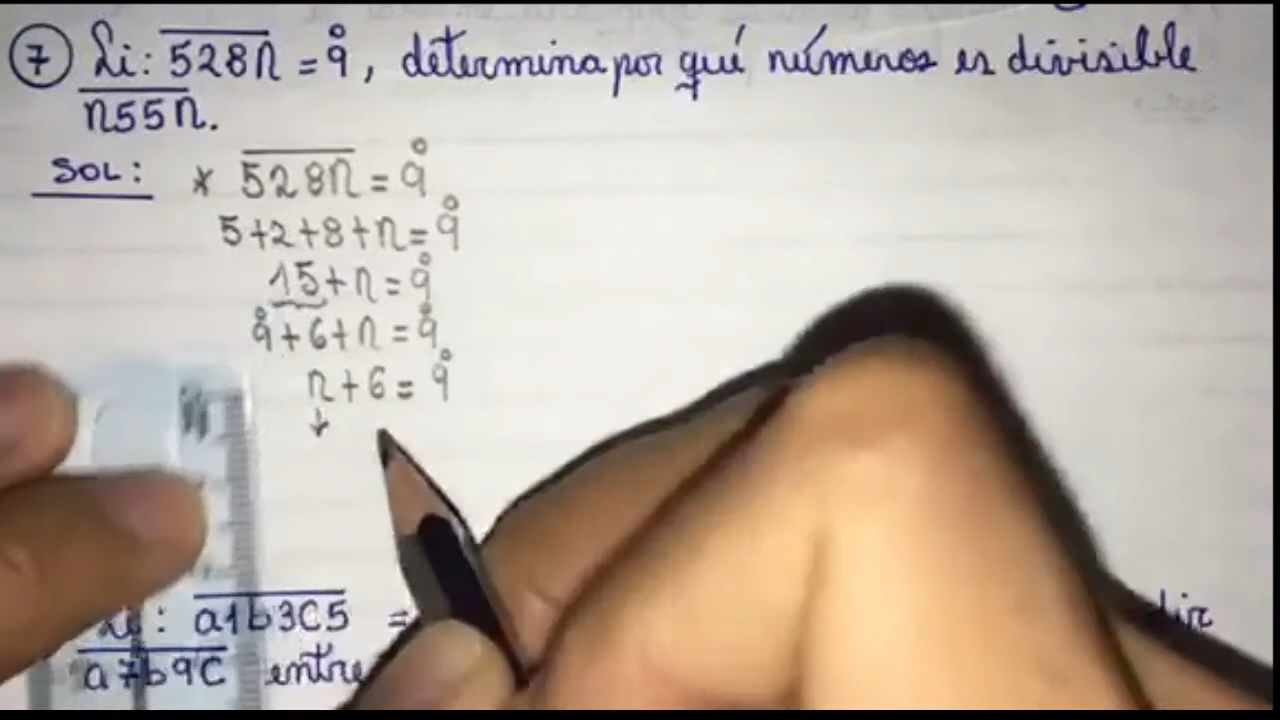 7 Si: 528n = 9̊, determina por qué números es divisible
n55n.
SOL: * 528n = 9̊
5+2+8+n = 9̊
15+n = 9̊
9̊+6+n = 9̊
n+6 = 9̊
↓
: a1b3C5 =
a7b9C entre